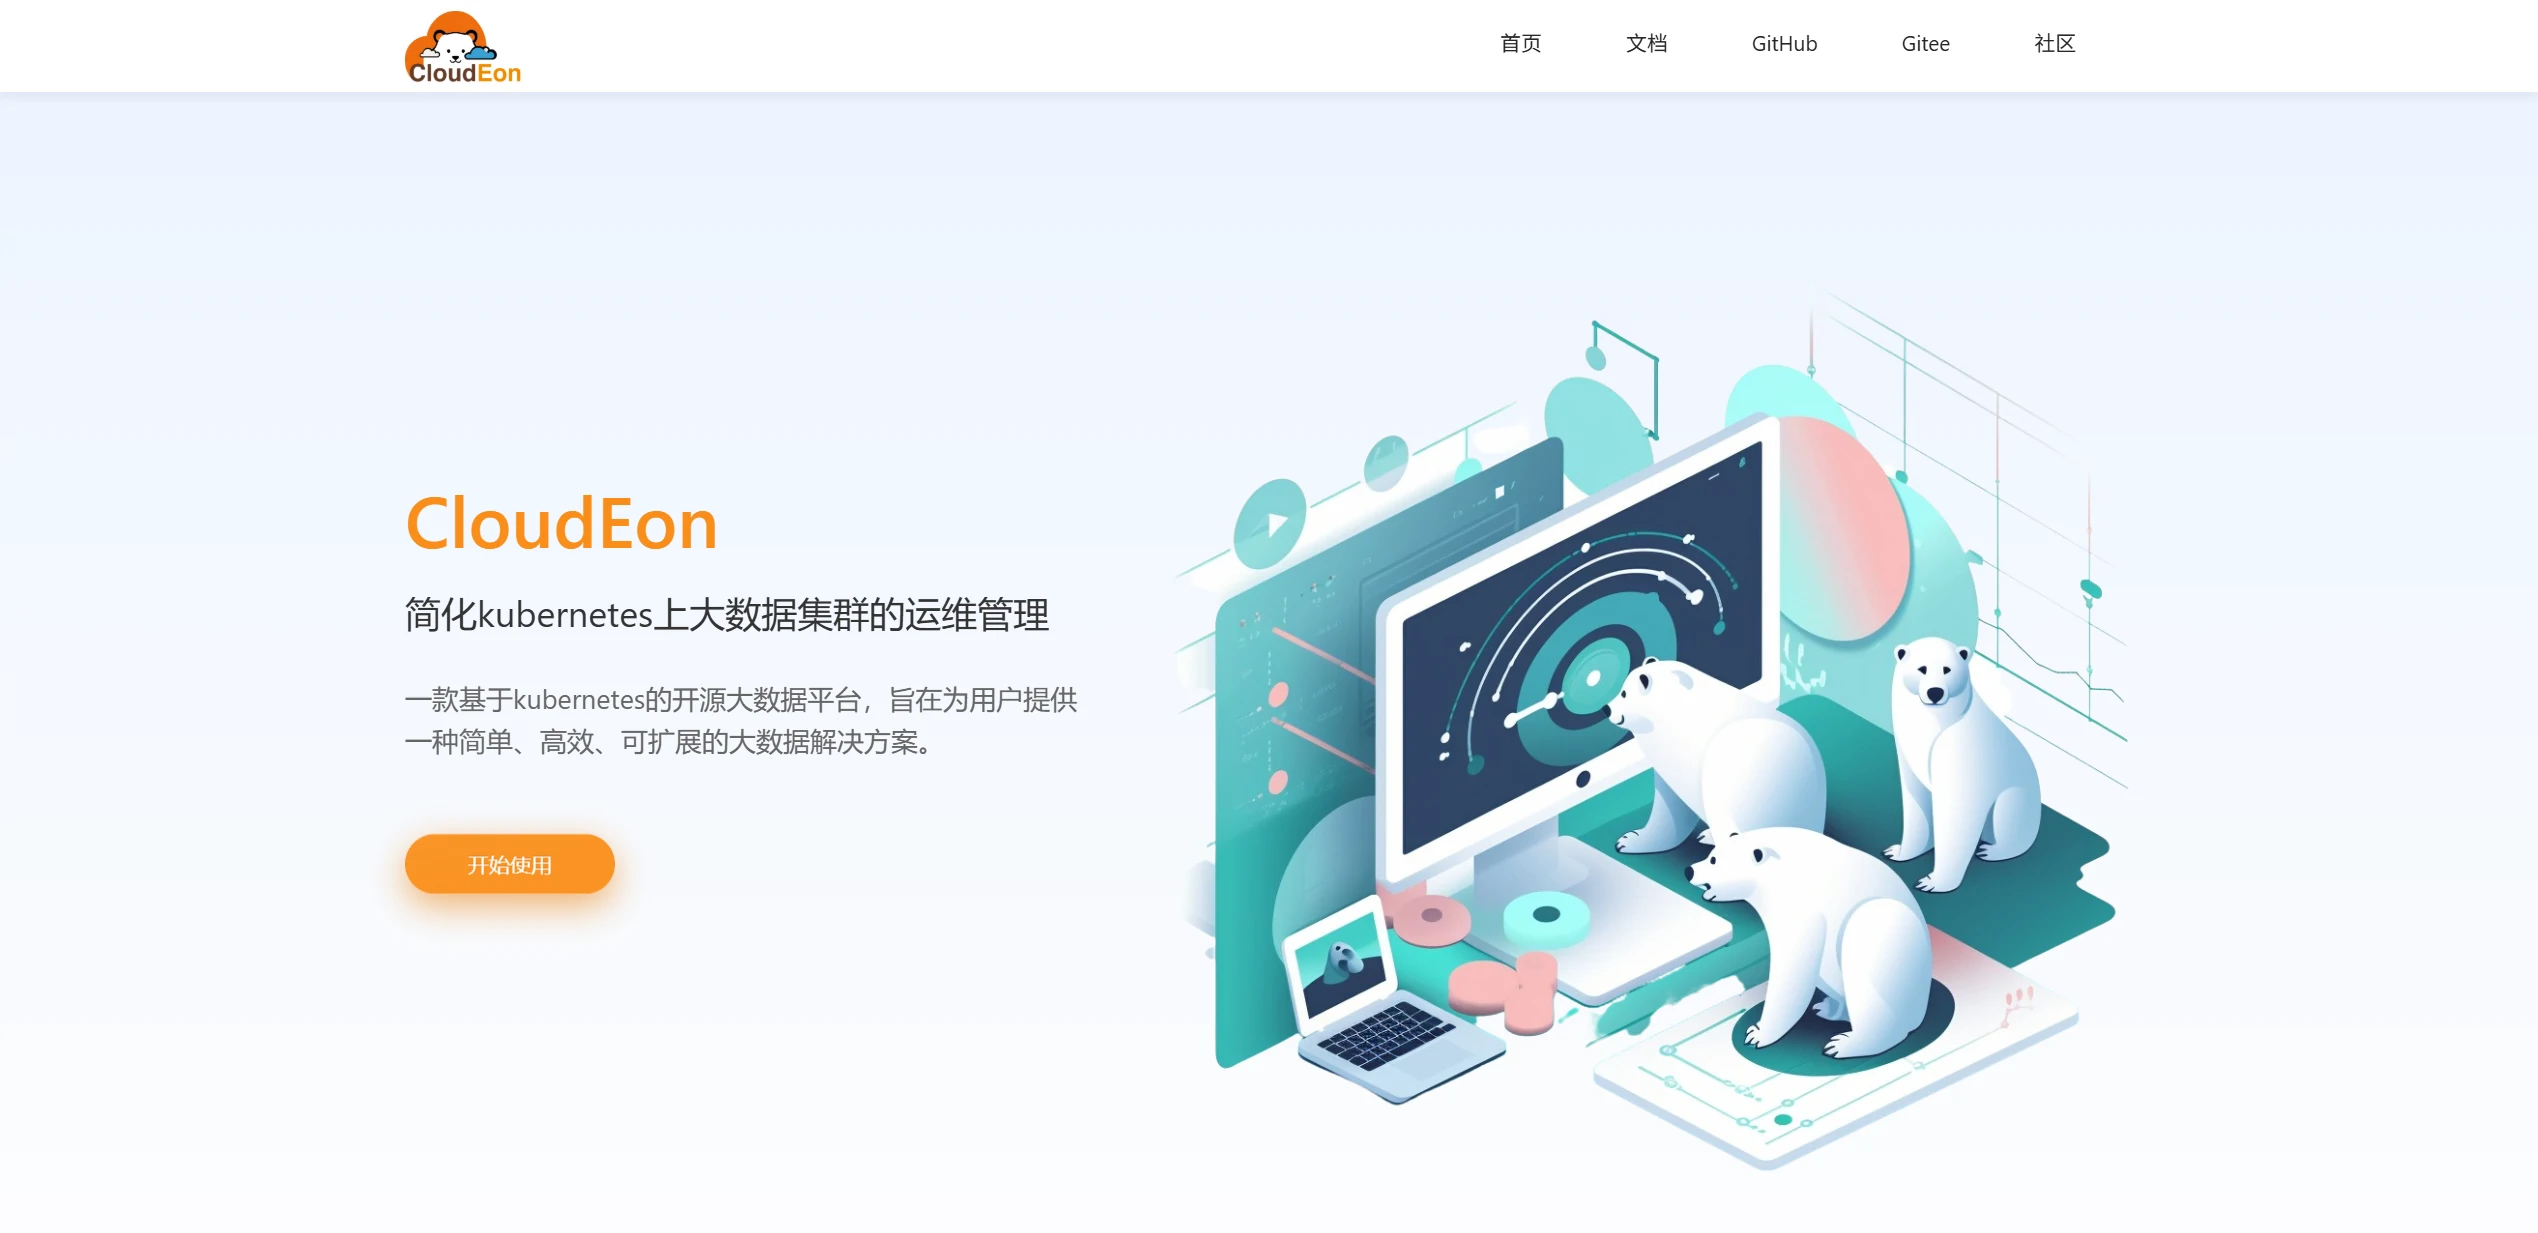 CloudEon
首页
文档
GitHub
Gitee
社区
CloudEon
简化kubernetes上大数据集群的运维管理
一款基于kubernetes的开源大数据平台，旨在为用户提供
一种简单、高效、可扩展的大数据解决方案。
开始使用